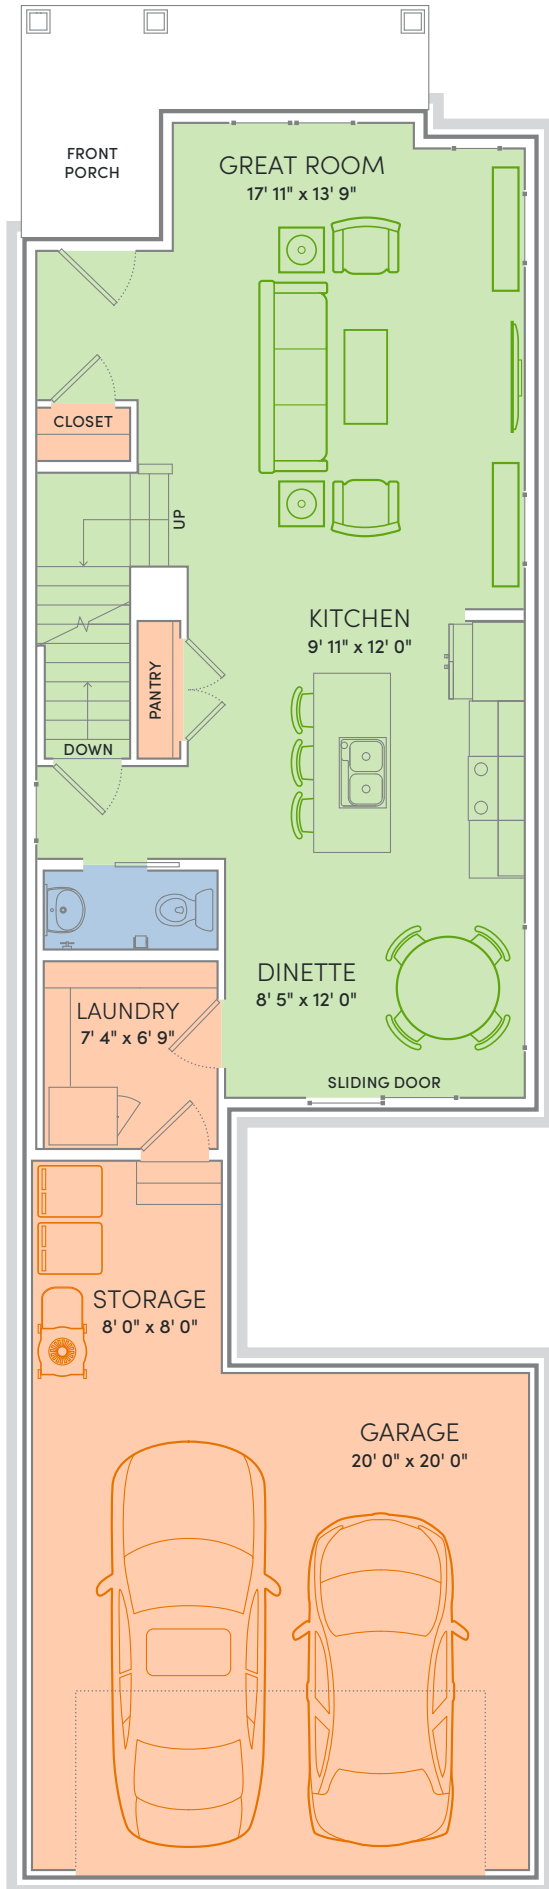 FRONT
PORCH
GREAT ROOM
17' 11" x 13' 9"
CLOSET
UP
KITCHEN
9' 11" x 12' 0"
PANTRY
DOWN
DINETTE
8' 5" x 12' 0"
LAUNDRY
7' 4" x 6' 9"
SLIDING DOOR
STORAGE
8' 0" x 8' 0"
GARAGE
20' 0" x 20' 0"